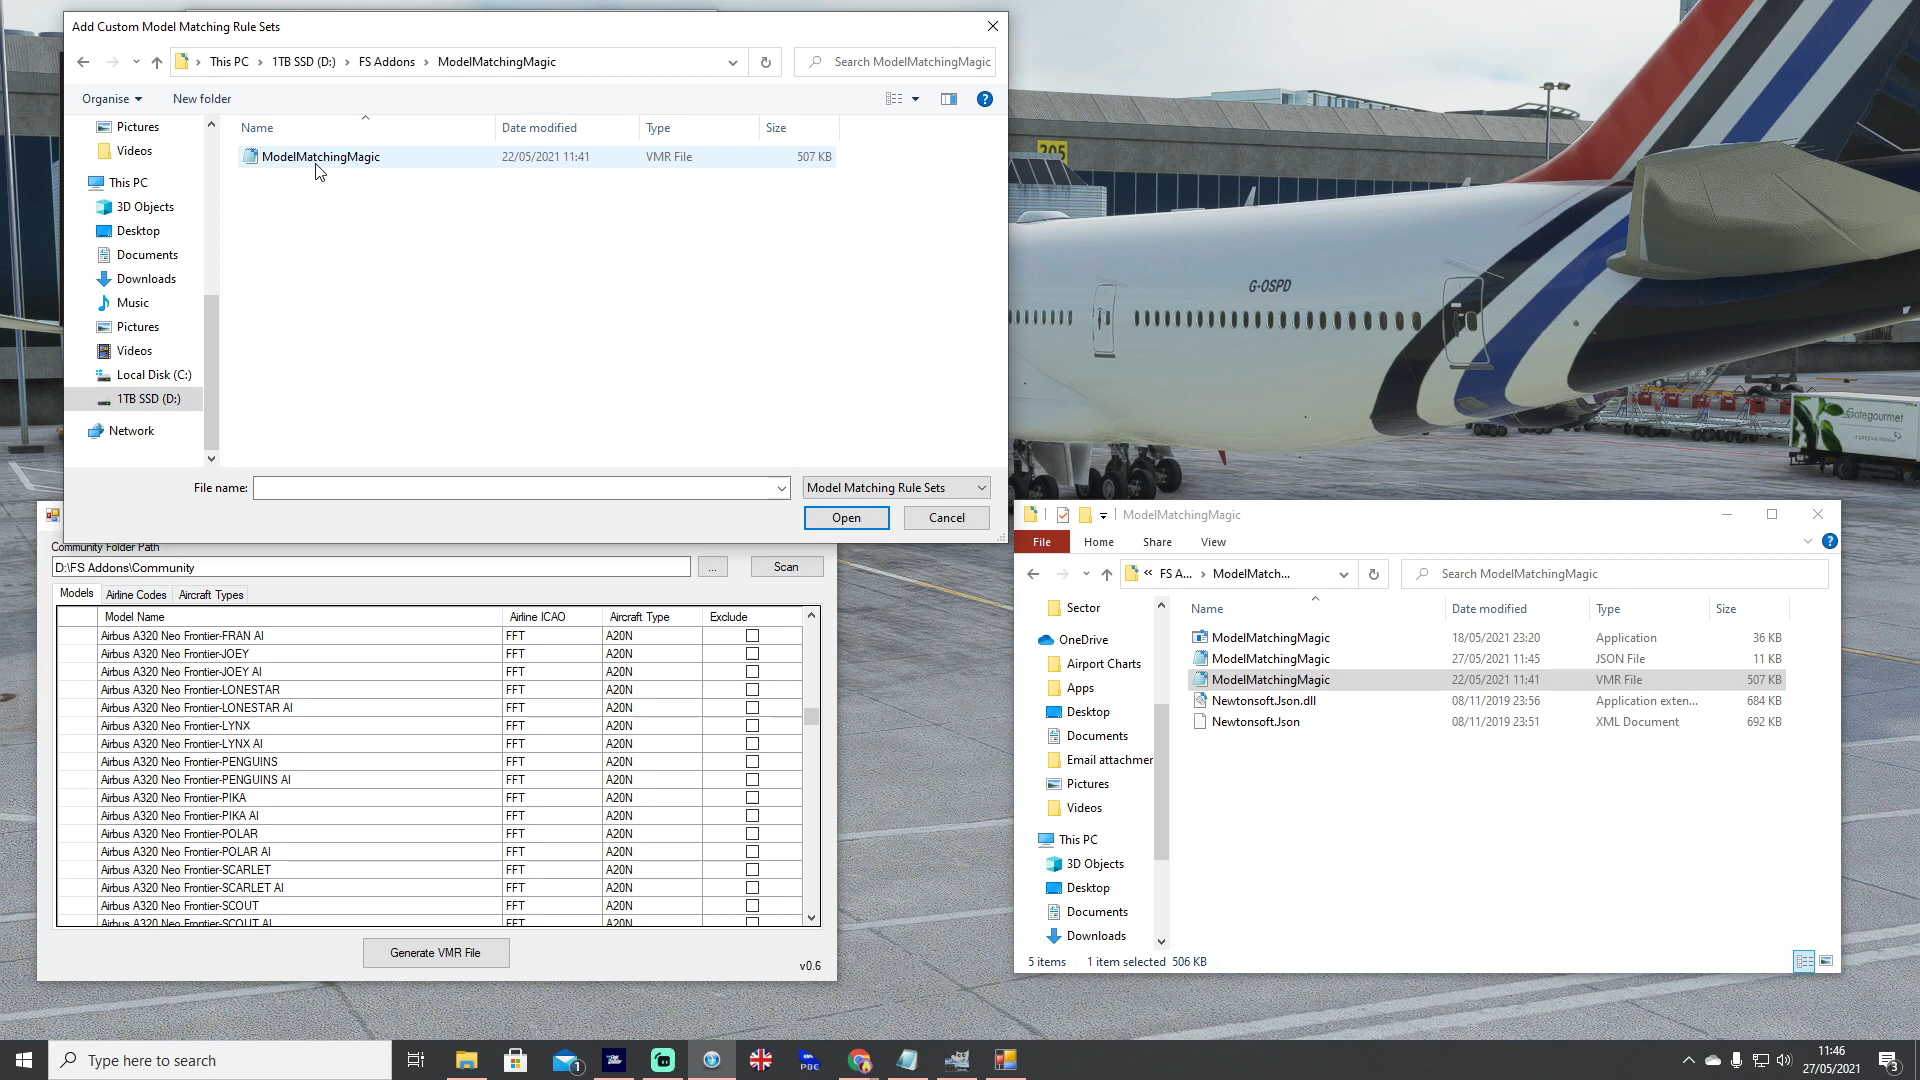 Add Custom Model Matching Rule Sets
This PC > 1TB SSD (D:) > FS Addons > ModelMatchingMagic
Search ModelMatchingMagic
Organise
New folder
Name
Date modified
Type
Size
Pictures
Videos
This PC
3D Objects
Desktop
Documents
Downloads
Music
Pictures
Videos
Local Disk (C:)
1TB SSD (D:)
Network
ModelMatchingMagic 22/05/2021 11:41 VMR File 507 KB
File name:
Model Matching Rule Sets
Open
Cancel
205
G-OSPD
Gategourmet
Community Folder Path
D:\FS Addons\Community
...
Scan
Models
Airline Codes
Aircraft Types
Model Name Airline ICAO Aircraft Type Exclude
Airbus A320 Neo Frontier-FRAN AI FFT A20N
Airbus A320 Neo Frontier-JOEY FFT A20N
Airbus A320 Neo Frontier-JOEY AI FFT A20N
Airbus A320 Neo Frontier-LONESTAR FFT A20N
Airbus A320 Neo Frontier-LONESTAR AI FFT A20N
Airbus A320 Neo Frontier-LYNX FFT A20N
Airbus A320 Neo Frontier-LYNX AI FFT A20N
Airbus A320 Neo Frontier-PENGUINS FFT A20N
Airbus A320 Neo Frontier-PENGUINS AI FFT A20N
Airbus A320 Neo Frontier-PIKA FFT A20N
Airbus A320 Neo Frontier-PIKA AI FFT A20N
Airbus A320 Neo Frontier-POLAR FFT A20N
Airbus A320 Neo Frontier-POLAR AI FFT A20N
Airbus A320 Neo Frontier-SCARLET FFT A20N
Airbus A320 Neo Frontier-SCARLET AI FFT A20N
Airbus A320 Neo Frontier-SCOUT FFT A20N
Airbus A320 Neo Frontier-SCOUT AI FFT A20N
Generate VMR File
v0.6
ModelMatchingMagic
File
Home
Share
View
« FS A... > ModelMatch...
Search ModelMatchingMagic
Name Date modified Type Size
Sector
OneDrive
Airport Charts
Apps
Desktop
Documents
Email attachmer
Pictures
Videos
This PC
3D Objects
Desktop
Documents
Downloads
ModelMatchingMagic 18/05/2021 23:20 Application 36 KB
ModelMatchingMagic 27/05/2021 11:45 JSON File 11 KB
ModelMatchingMagic 22/05/2021 11:41 VMR File 507 KB
Newtonsoft.Json.dll 08/11/2019 23:56 Application exten... 684 KB
Newtonsoft.Json 08/11/2019 23:51 XML Document 692 KB
5 items
1 item selected 506 KB
Type here to search
1
P8C
11:46
27/05/2021
3